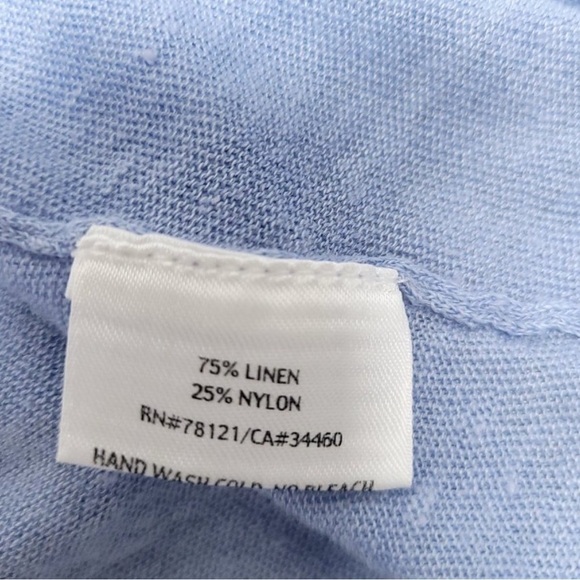 75% LINEN
25% NYLON
RN#78121/CA#34460
HAND WASH COLD, NO BLEACH